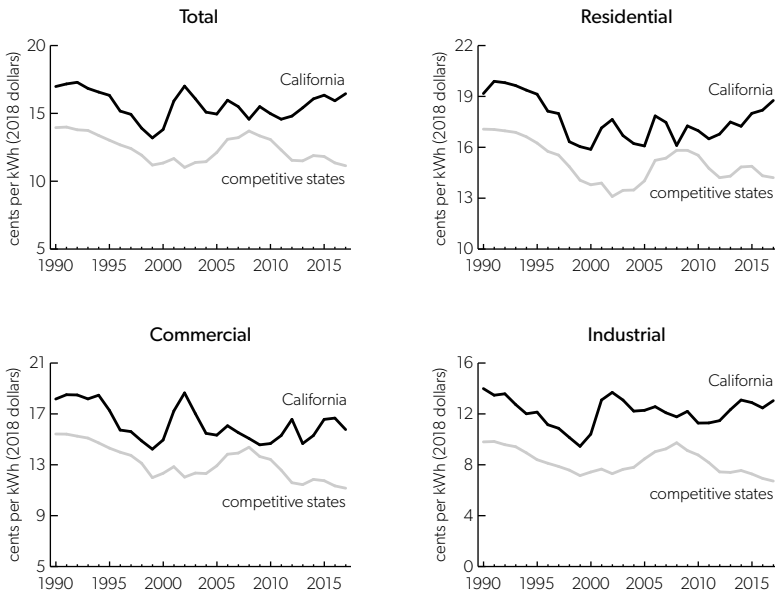 Total
cents per kWh (2018 dollars)
20
15
10
5
California
competitive states
1990 1995 2000 2005 2010 2015
Residential
cents per kWh (2018 dollars)
22
19
16
13
10
California
competitive states
1990 1995 2000 2005 2010 2015
Commercial
cents per kWh (2018 dollars)
21
17
13
9
5
California
competitive states
1990 1995 2000 2005 2010 2015
Industrial
cents per kWh (2018 dollars)
16
12
8
4
0
California
competitive states
1990 1995 2000 2005 2010 2015